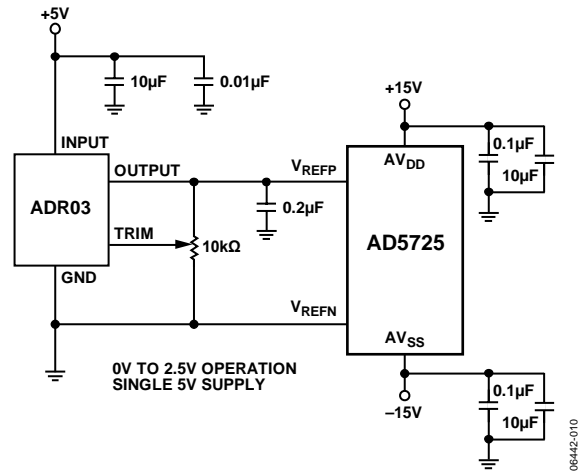 +5V
10µF
0.01µF
+15V
INPUT
OUTPUT
VREFP
AVDD
0.1µF
10µF
ADR03
0.2µF
AD5725
TRIM
10kΩ
GND
VREFN
AVSS
0V TO 2.5V OPERATION
SINGLE 5V SUPPLY
–15V
0.1µF
10µF
06442-010